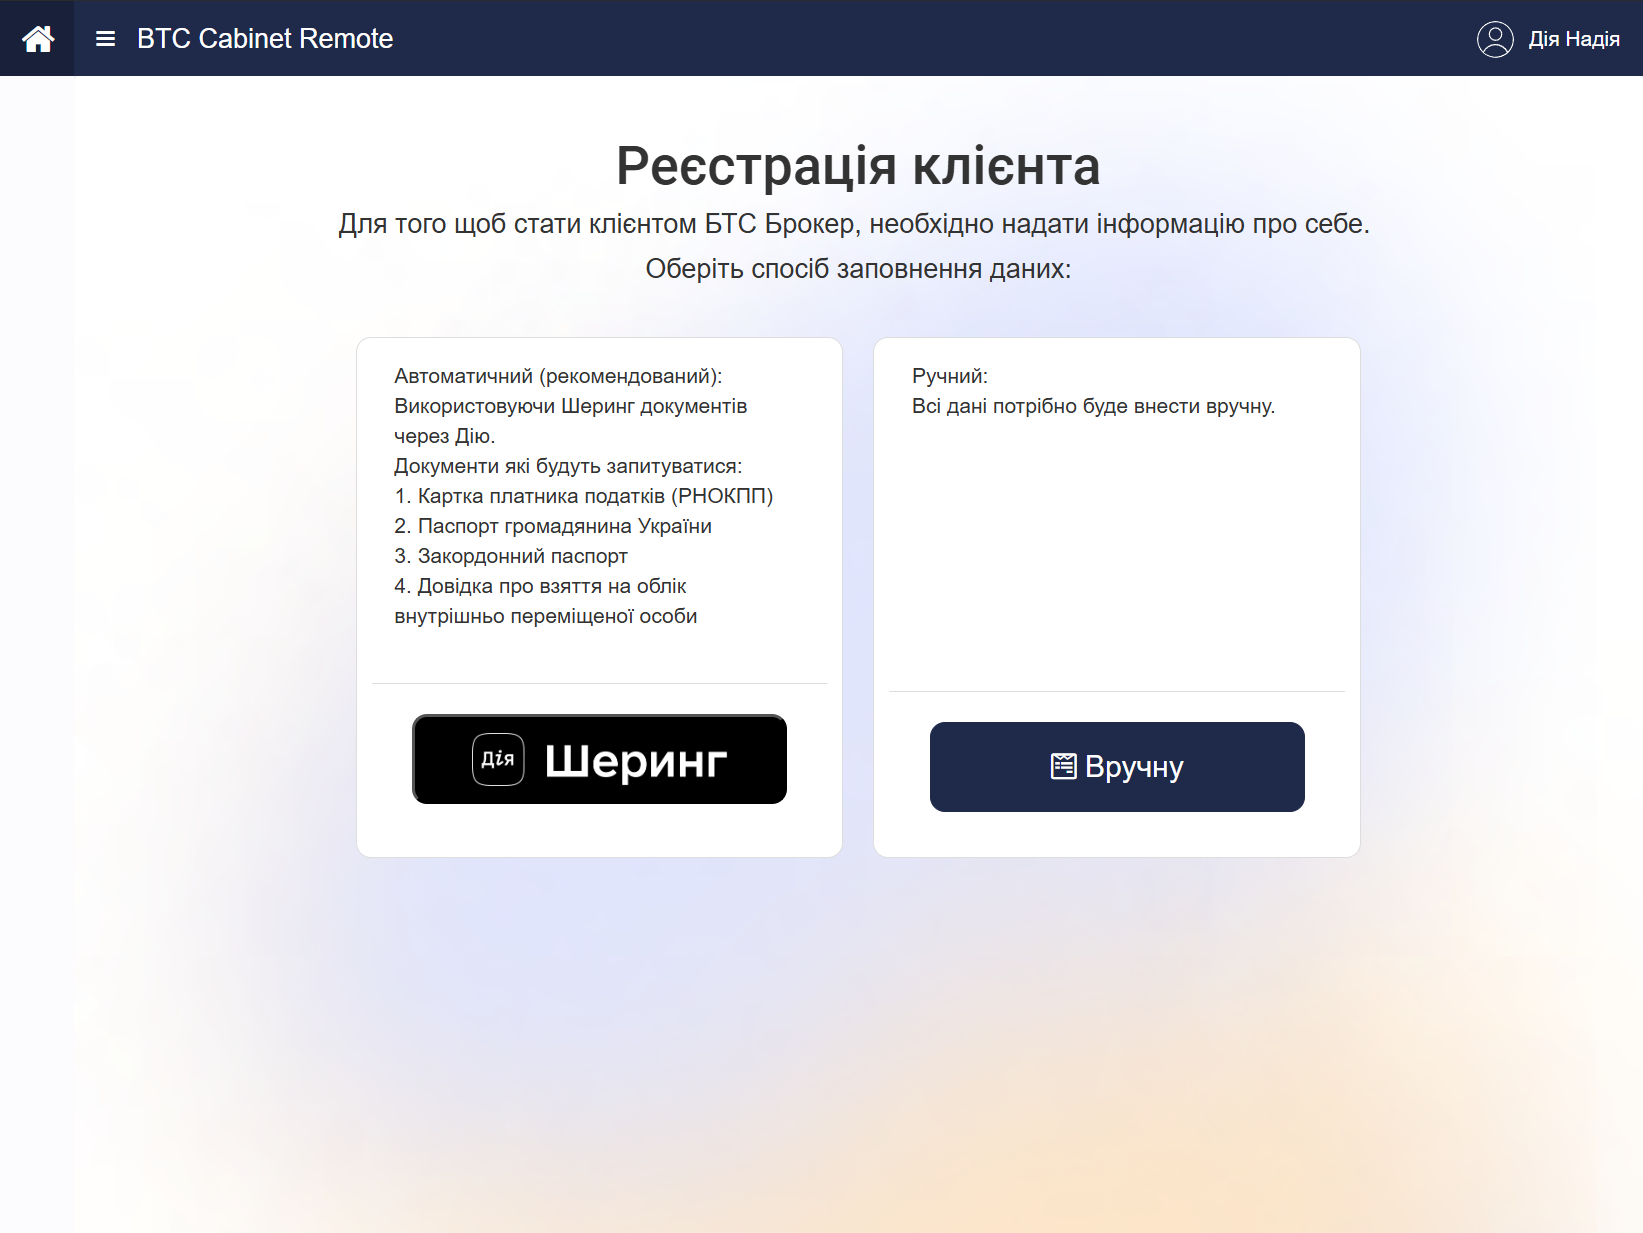 BTC Cabinet Remote
Дія Надія
Реєстрація клієнта
Для того щоб стати клієнтом БТС Брокер, необхідно надати інформацію про себе.
Оберіть спосіб заповнення даних:
Автоматичний (рекомендований):
Використовуючи Шеринг документів
через Дію.
Документи які будуть запитуватися:
1. Картка платника податків (РНОКПП)
2. Паспорт громадянина України
3. Закордонний паспорт
4. Довідка про взяття на облік
внутрішньо переміщеної особи
Дія Шеринг
Ручний:
Всі дані потрібно буде внести вручну.
Вручну